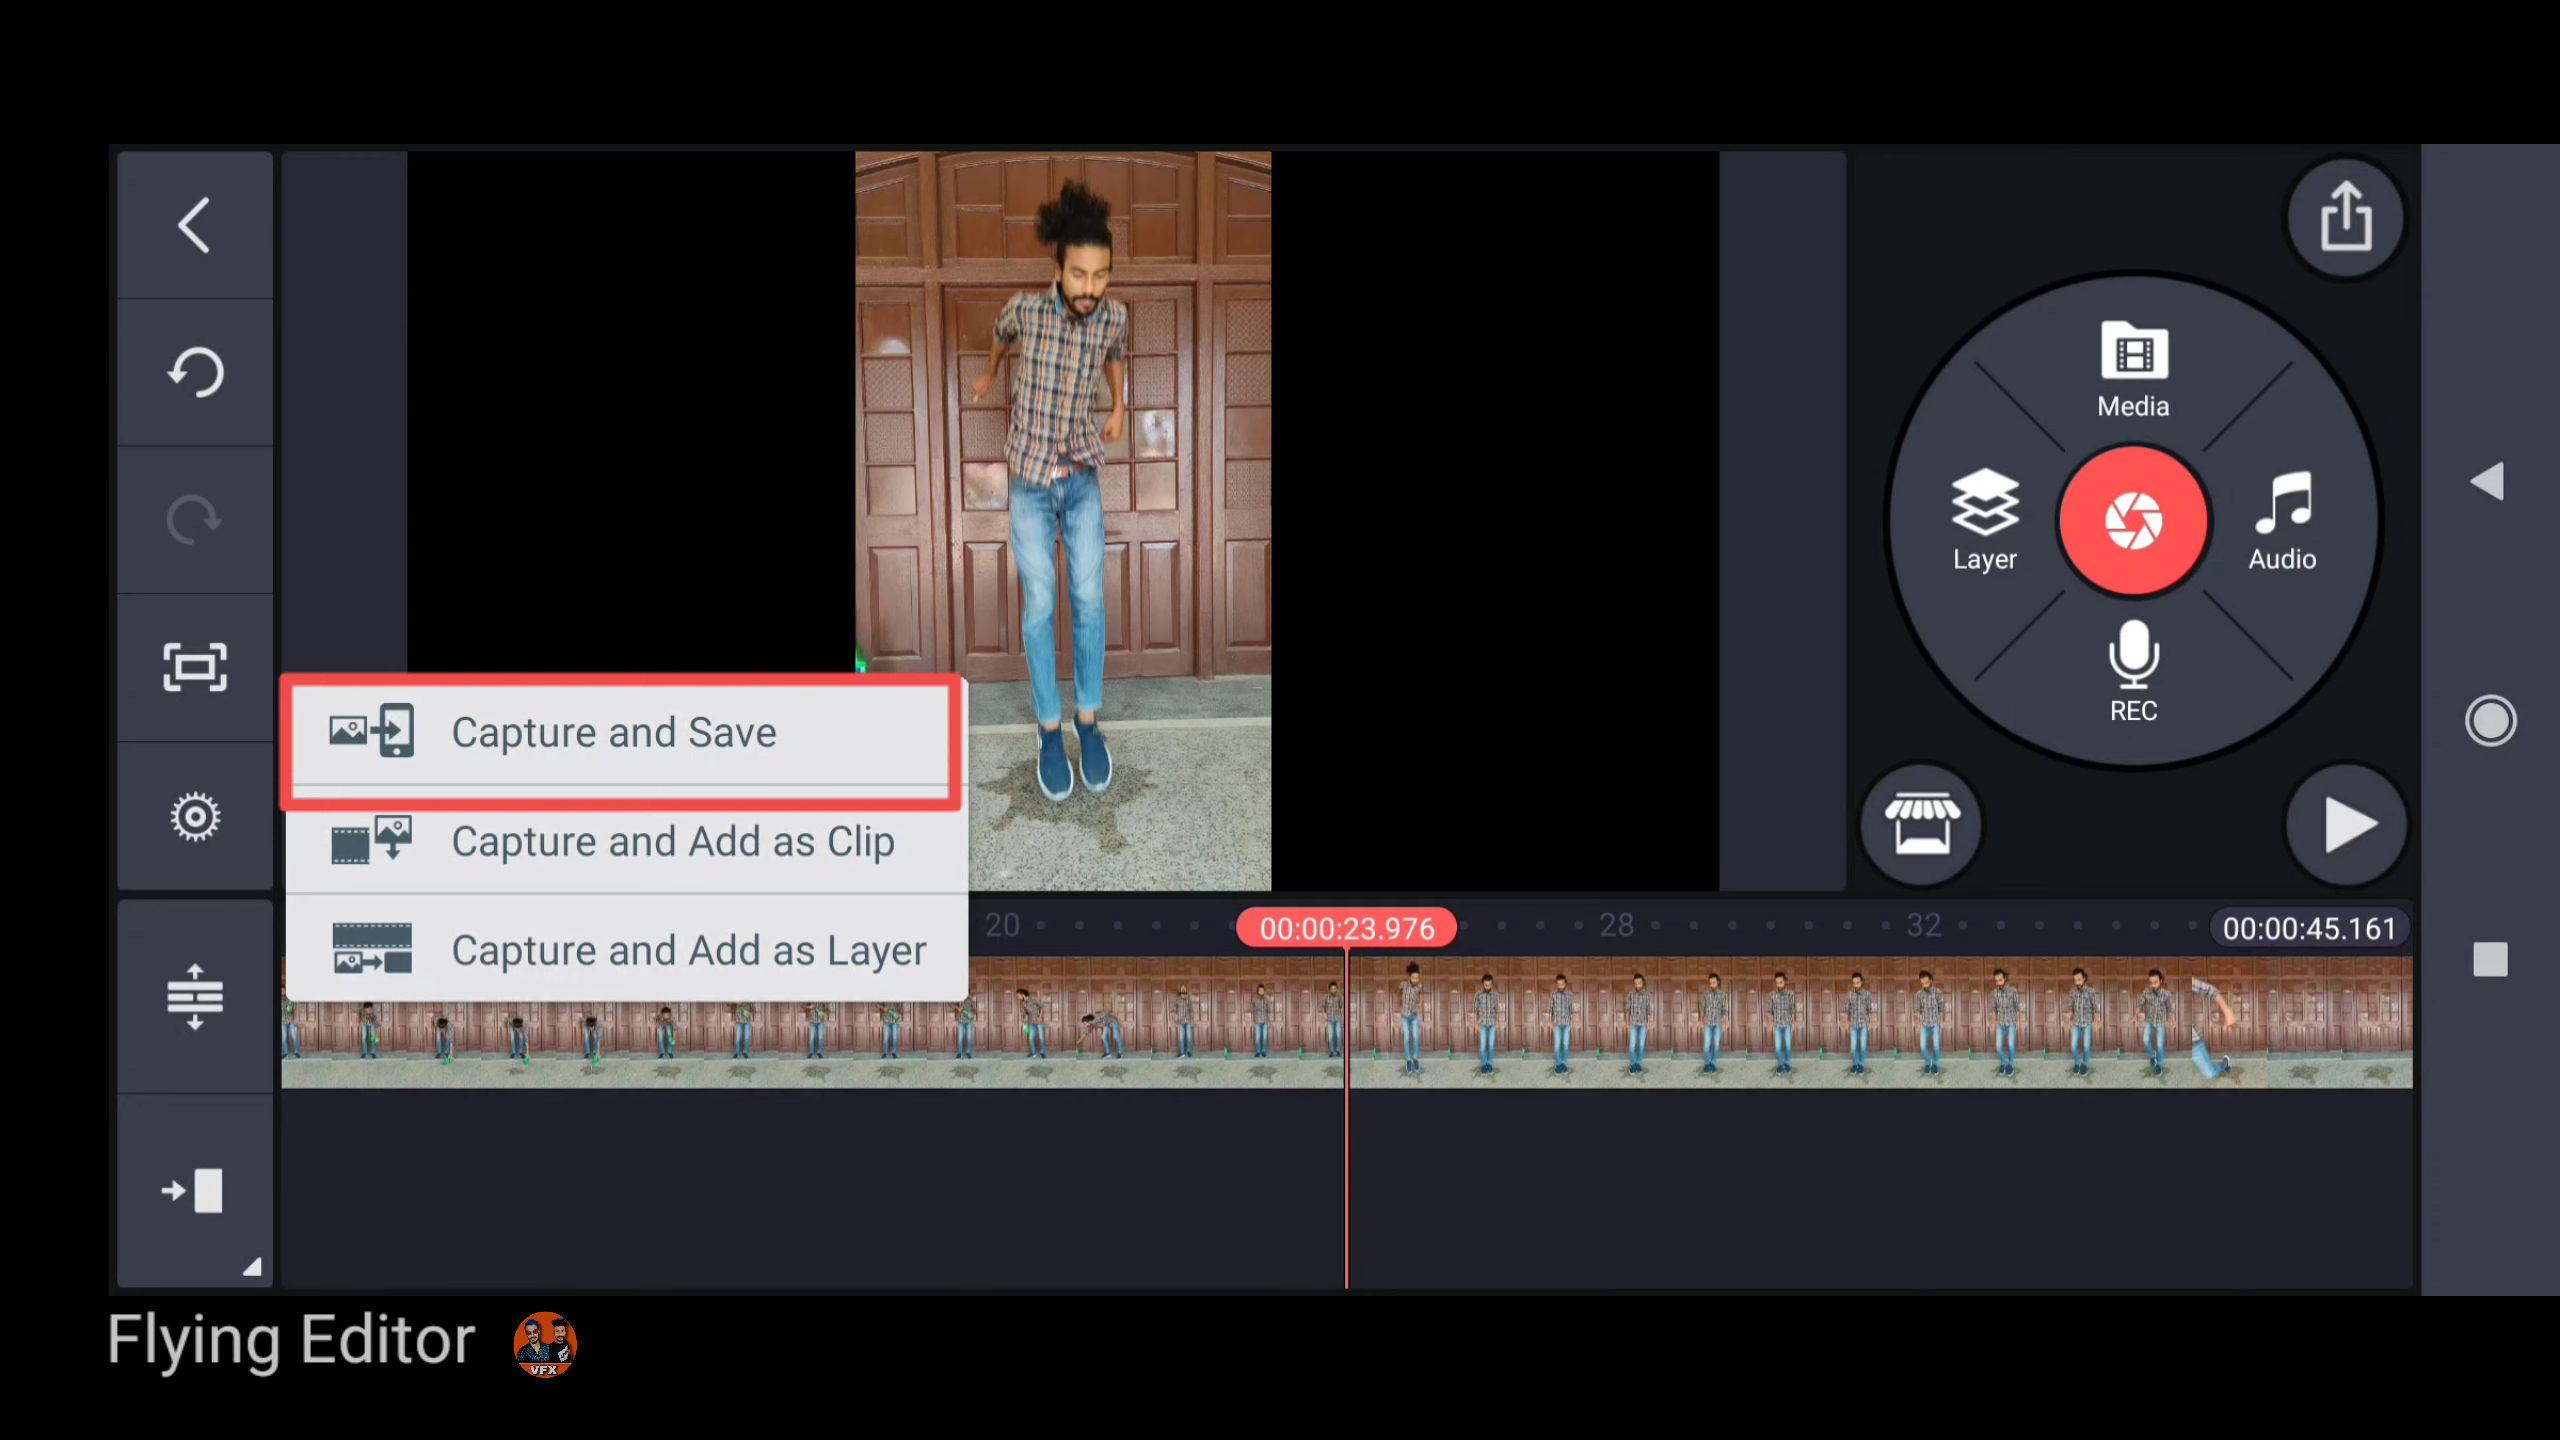 Media
Layer
Audio
REC
Capture and Save
Capture and Add as Clip
Capture and Add as Layer
20
00:00:23.976
28
32
00:00:45.161
Flying Editor
VFX